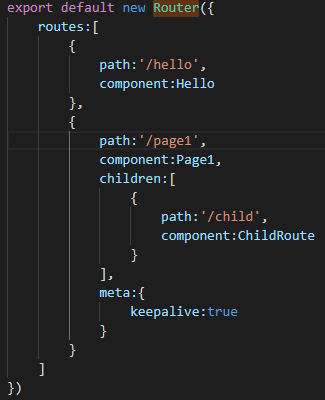 export default new Router({
    routes:[
        {
            path:'/hello',
            component:Hello
        },
        {
            path:'/page1',
            component:Page1,
            children:[
                {
                    path:'/child',
                    component:ChildRoute
                }
            ],
            meta:{
                keepalive:true
            }
        }
    ]
})